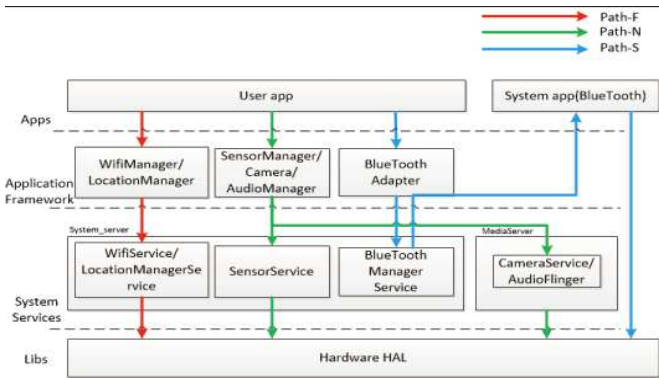 Path-F
Path-N
Path-S
User app
System app(BlueTooth)
Apps
WifiManager/
LocationManager
SensorManager/
Camera/
AudioManager
BlueTooth
Adapter
Application
Framework
System_server
MediaServer
WifiService/
LocationManagerSe
rvice
SensorService
BlueTooth
Manager
Service
CameraService/
AudioFlinger
System
Services
Libs
Hardware HAL